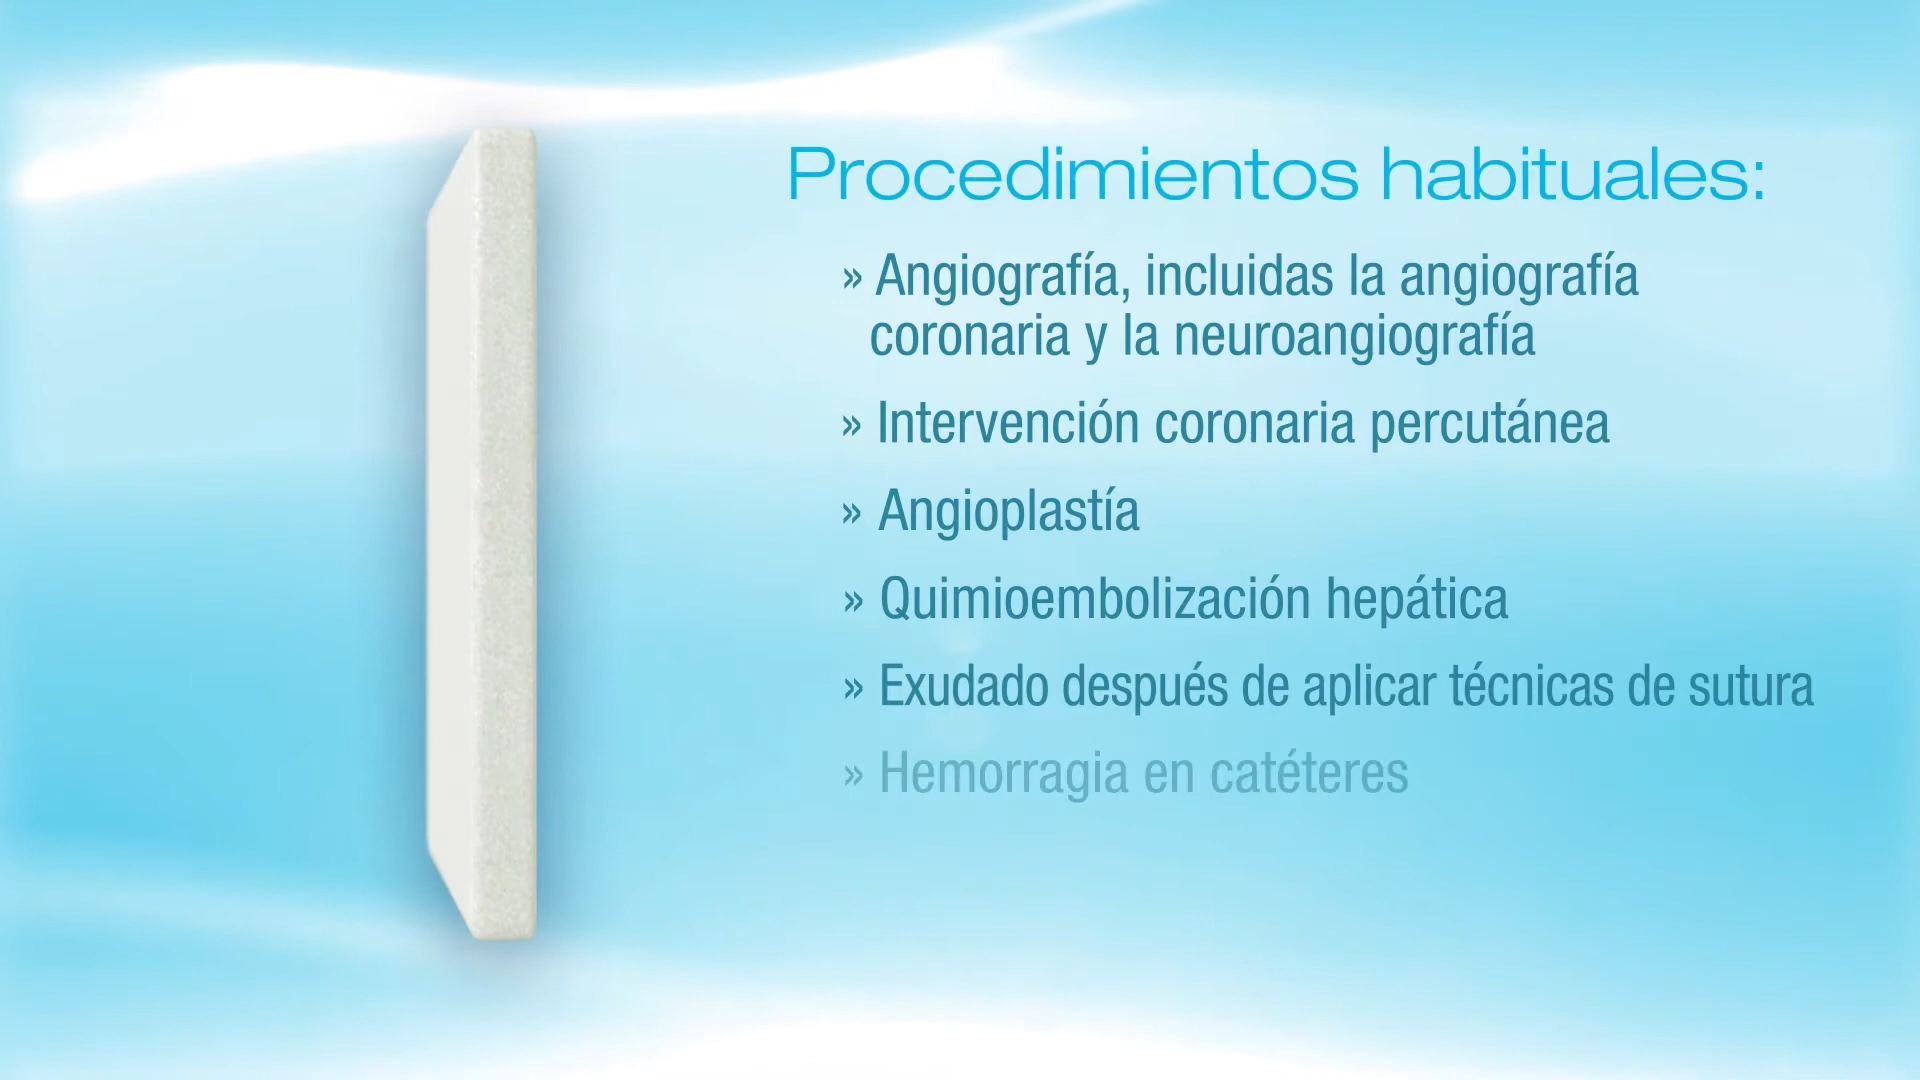 Procedimientos habituales:
» Angiografía, incluidas la angiografía
coronaria y la neuroangiografía
» Intervención coronaria percutánea
» Angioplastía
» Quimioembolización hepática
» Exudado después de aplicar técnicas de sutura
» Hemorragia en catéteres